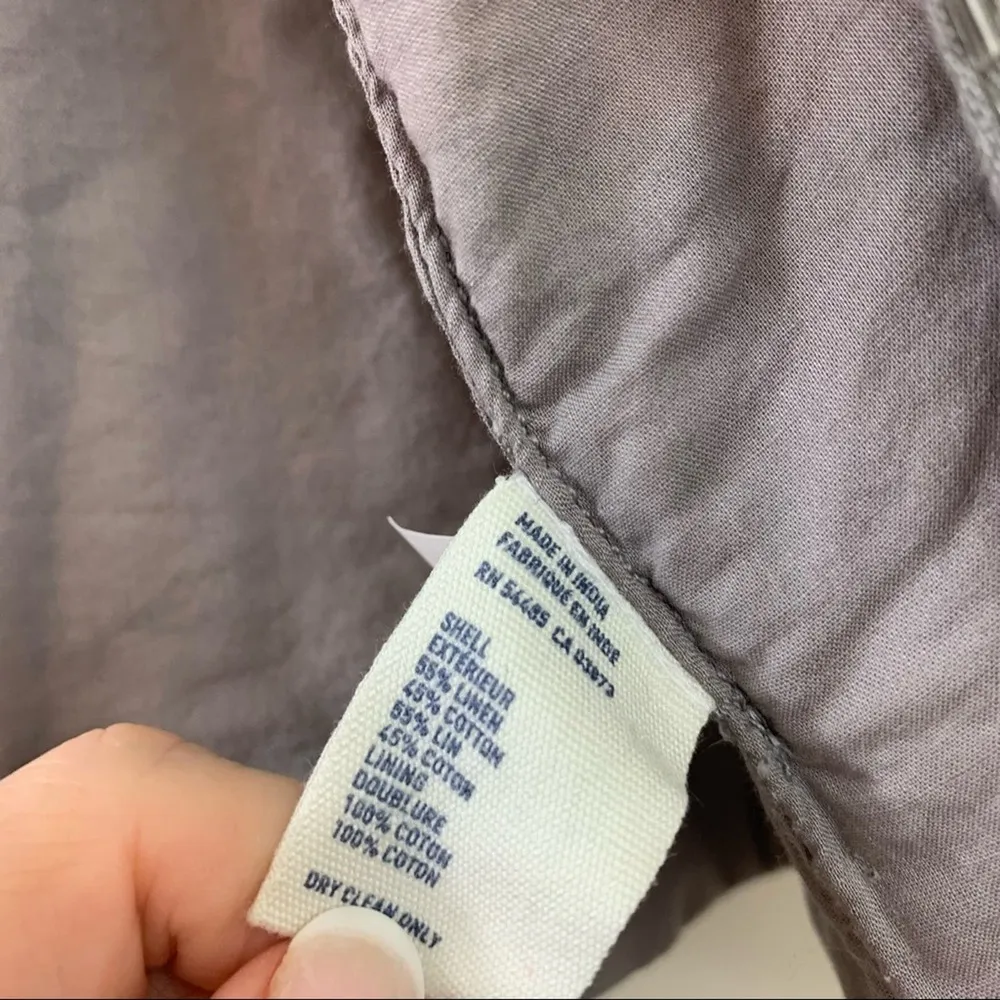 MADE IN INDIA
FABRIQUÉ EN INDE
RN 54485 CA 03873
SHELL
EXTÉRIEUR
55% LINEN
45% COTTON
55% LIN
45% COTON
LINING
DOUBLURE
100% COTON
100% COTON
DRY CLEAN ONLY